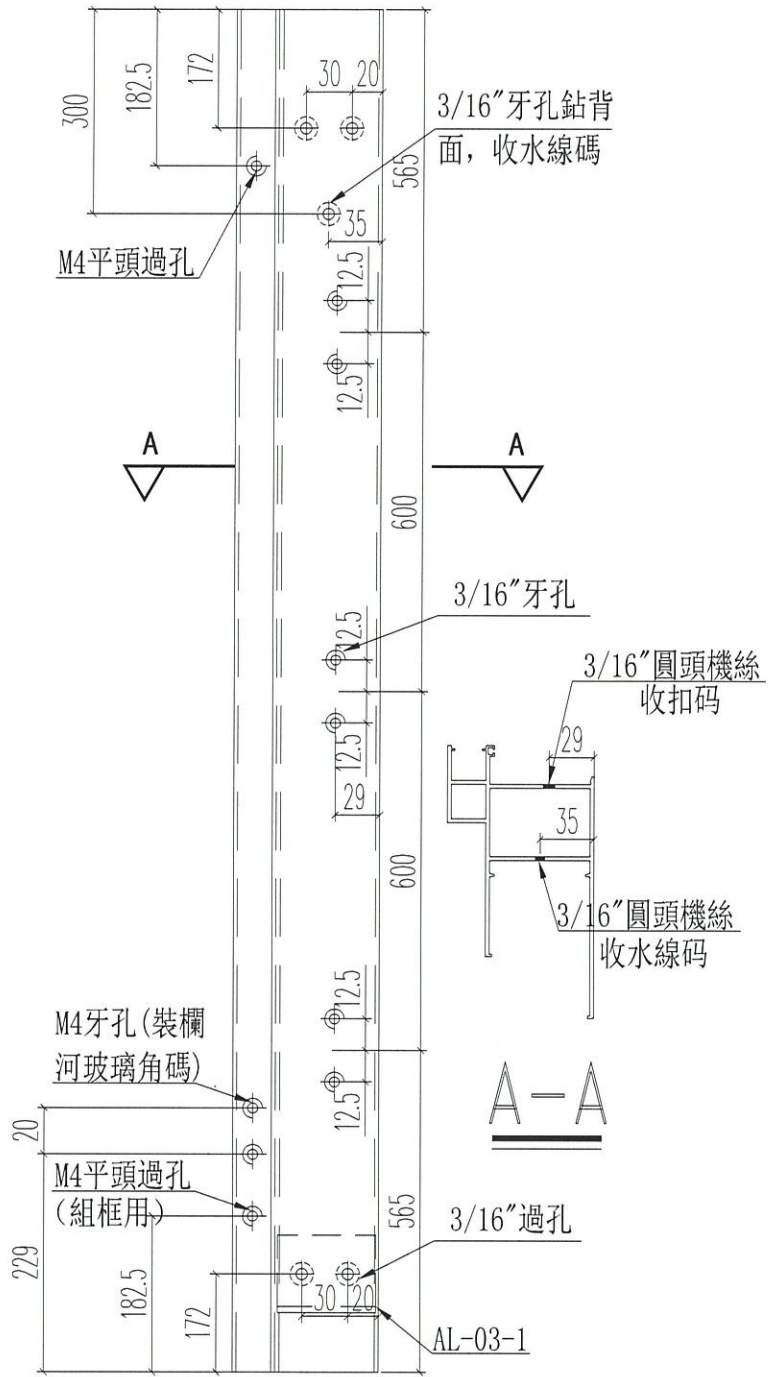 300
182.5
172
30
20
3/16"牙孔鉆背
面，收水線碼
565
35
M4平頭過孔
12.5
12.5
A
A
600
3/16"牙孔
12.5
12.5
29
3/16"圓頭機絲
收扣码
29
35
3/16"圓頭機絲
收水線码
600
M4牙孔(裝欄
河玻璃角碼)
12.5
12.5
A-A
20
M4平頭過孔
(組框用)
565
3/16"過孔
229
182.5
172
30
20
AL-03-1